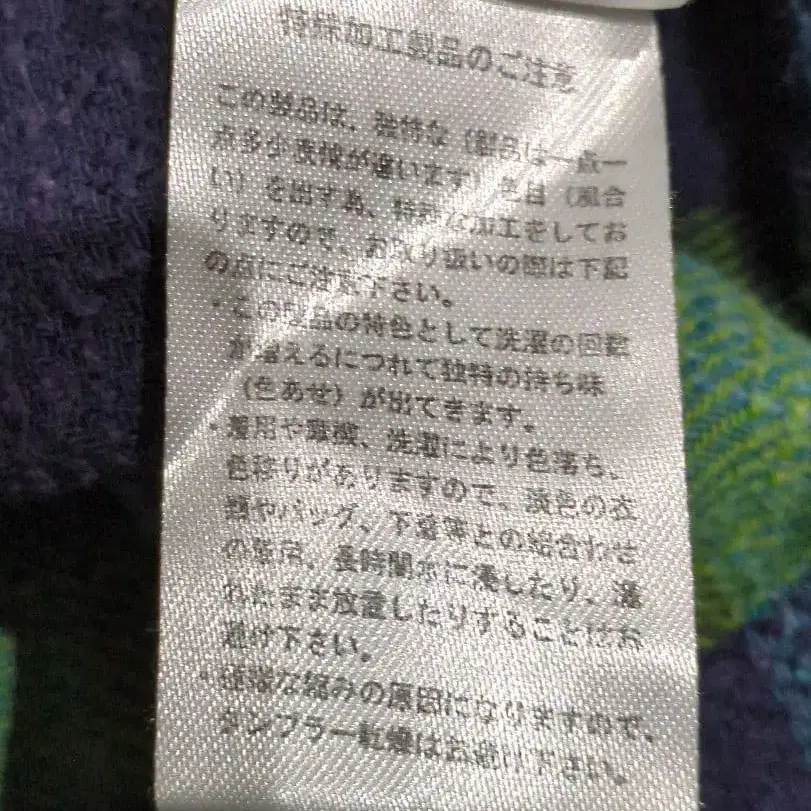 特殊加工製品のご注意
この製品は、独特な（製品は一点一
点多少表情が違います）色目（風合
い）を出す為、特殊な加工をしてお
りますので、お取り扱いの際は下記
の点にご注意下さい。
・この製品の特色として洗濯の回数
が増えるにつれて独特の持ち味
（色あせ）が出てきます。
・着用や摩擦、洗濯により色落ち、
色移りがありますので、淡色の衣
類やバッグ、下着等との組合わせ
の着用、長時間水に浸したり、濡
れたまま放置したりすることはお
避け下さい。
・極端な縮みの原因になりますので、
タンブラー乾燥はお避け下さい。